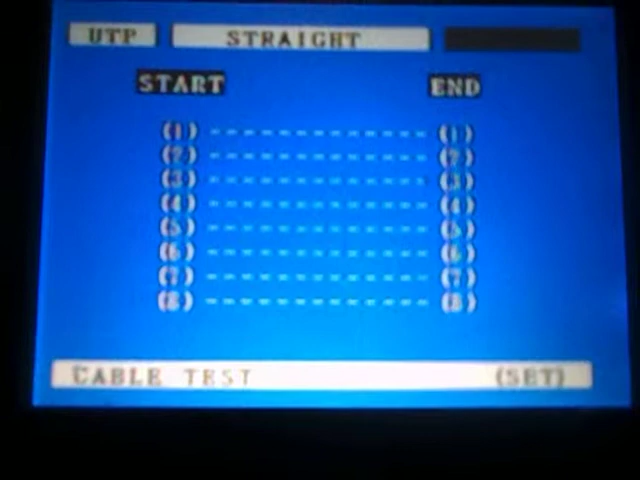 UTP STRAIGHT
START END
(1) - - - - - - - - - - - - - (1)
(2) - - - - - - - - - - - - - (2)
(3) - - - - - - - - - - - - - (3)
(4) - - - - - - - - - - - - - (4)
(5) - - - - - - - - - - - - - (5)
(6) - - - - - - - - - - - - - (6)
(7) - - - - - - - - - - - - - (7)
(8) - - - - - - - - - - - - - (8)
CABLE TEST (SET)